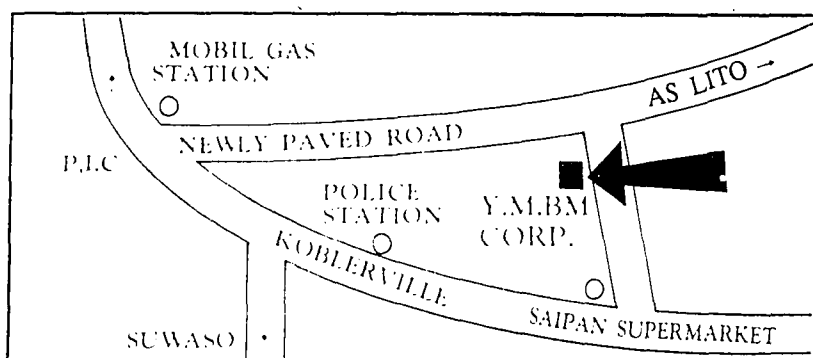 MOBIL GAS
STATION
AS LITO →
NEWLY PAVED ROAD
P.I.C
POLICE
STATION
Y.M.BM
CORP.
KOBLERVILLE
SAIPAN SUPERMARKET
SUWASO